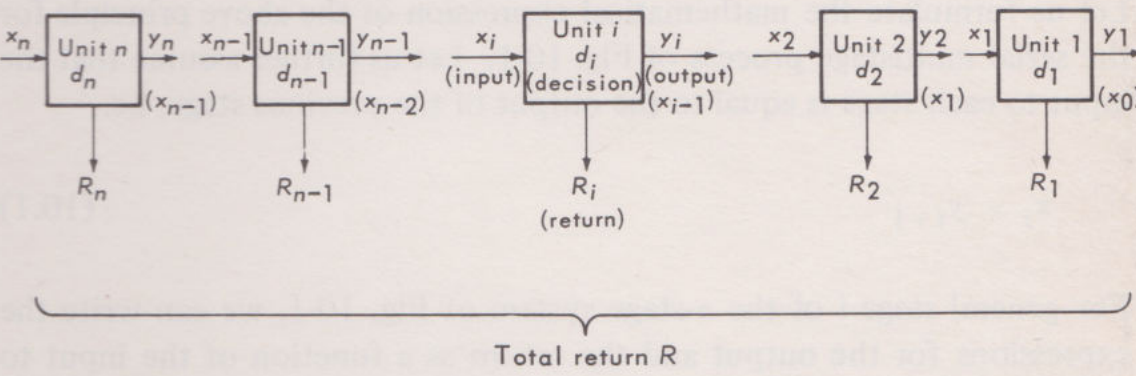 xn Unit n yn xn−1 Unit n−1 yn−1 xi Unit i yi x2 Unit 2 y2 x1 Unit 1 y1
dn dn−1 (input) di (output) d2 d1
(decision)
(xn−1) (xn−2) (xi−1) (x1) (x0)
Rn Rn−1 Ri R2 R1
(return)
Total return R